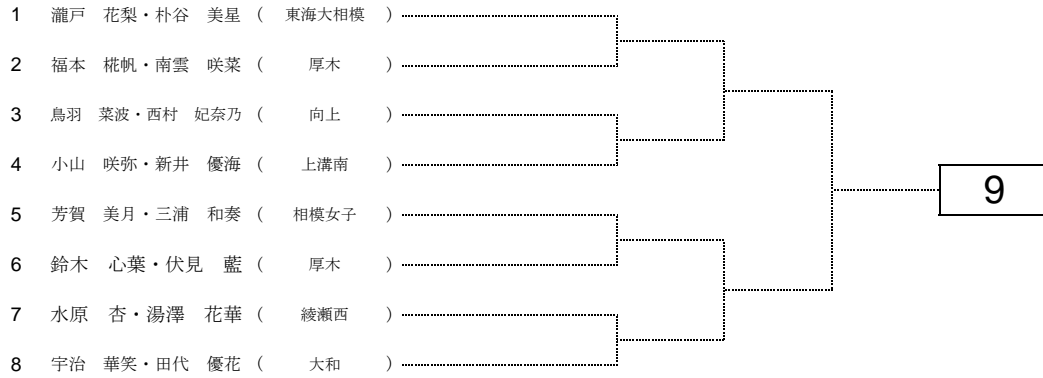 1 瀧戸 花梨・朴谷 美星 ( 東海大相模 )
2 福本 椛帆・南雲 咲菜 ( 厚木 )
3 鳥羽 菜波・西村 妃奈乃 ( 向上 )
4 小山 咲弥・新井 優海 ( 上溝南 )
9
5 芳賀 美月・三浦 和奏 ( 相模女子 )
6 鈴木 心葉・伏見 藍 ( 厚木 )
7 水原 杏・湯澤 花華 ( 綾瀬西 )
8 宇治 華笑・田代 優花 ( 大和 )